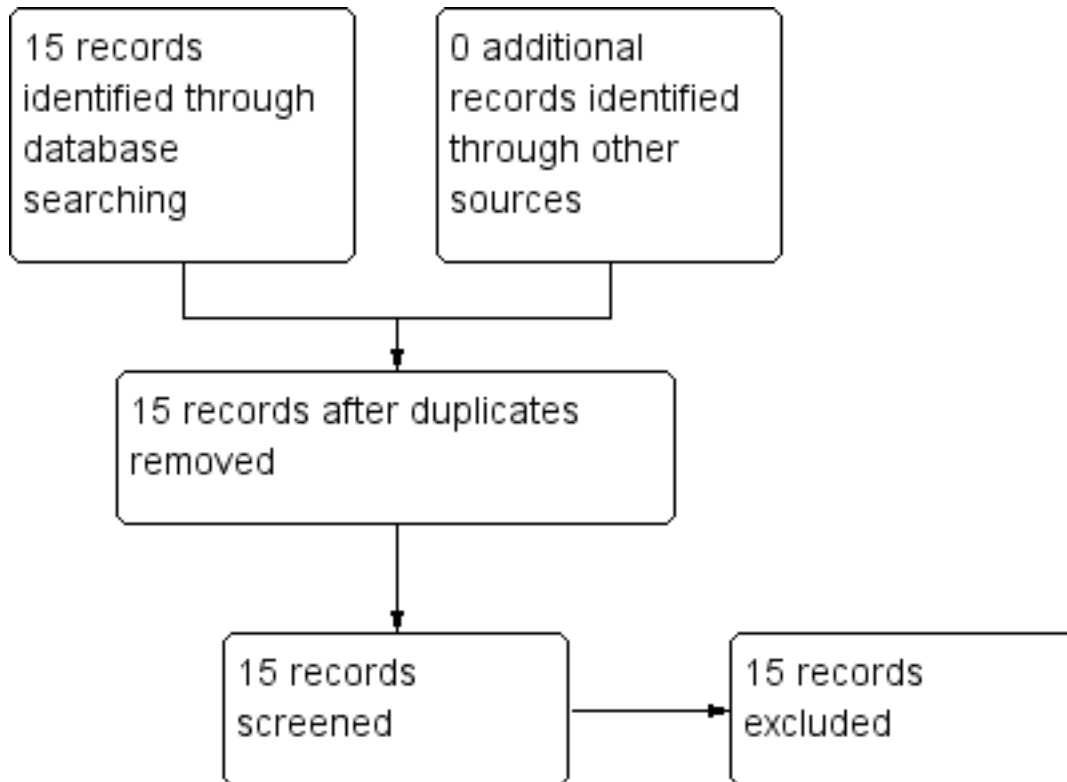 15 records
identified through
database
searching
0 additional
records identified
through other
sources
15 records after duplicates
removed
15 records
screened
15 records
excluded